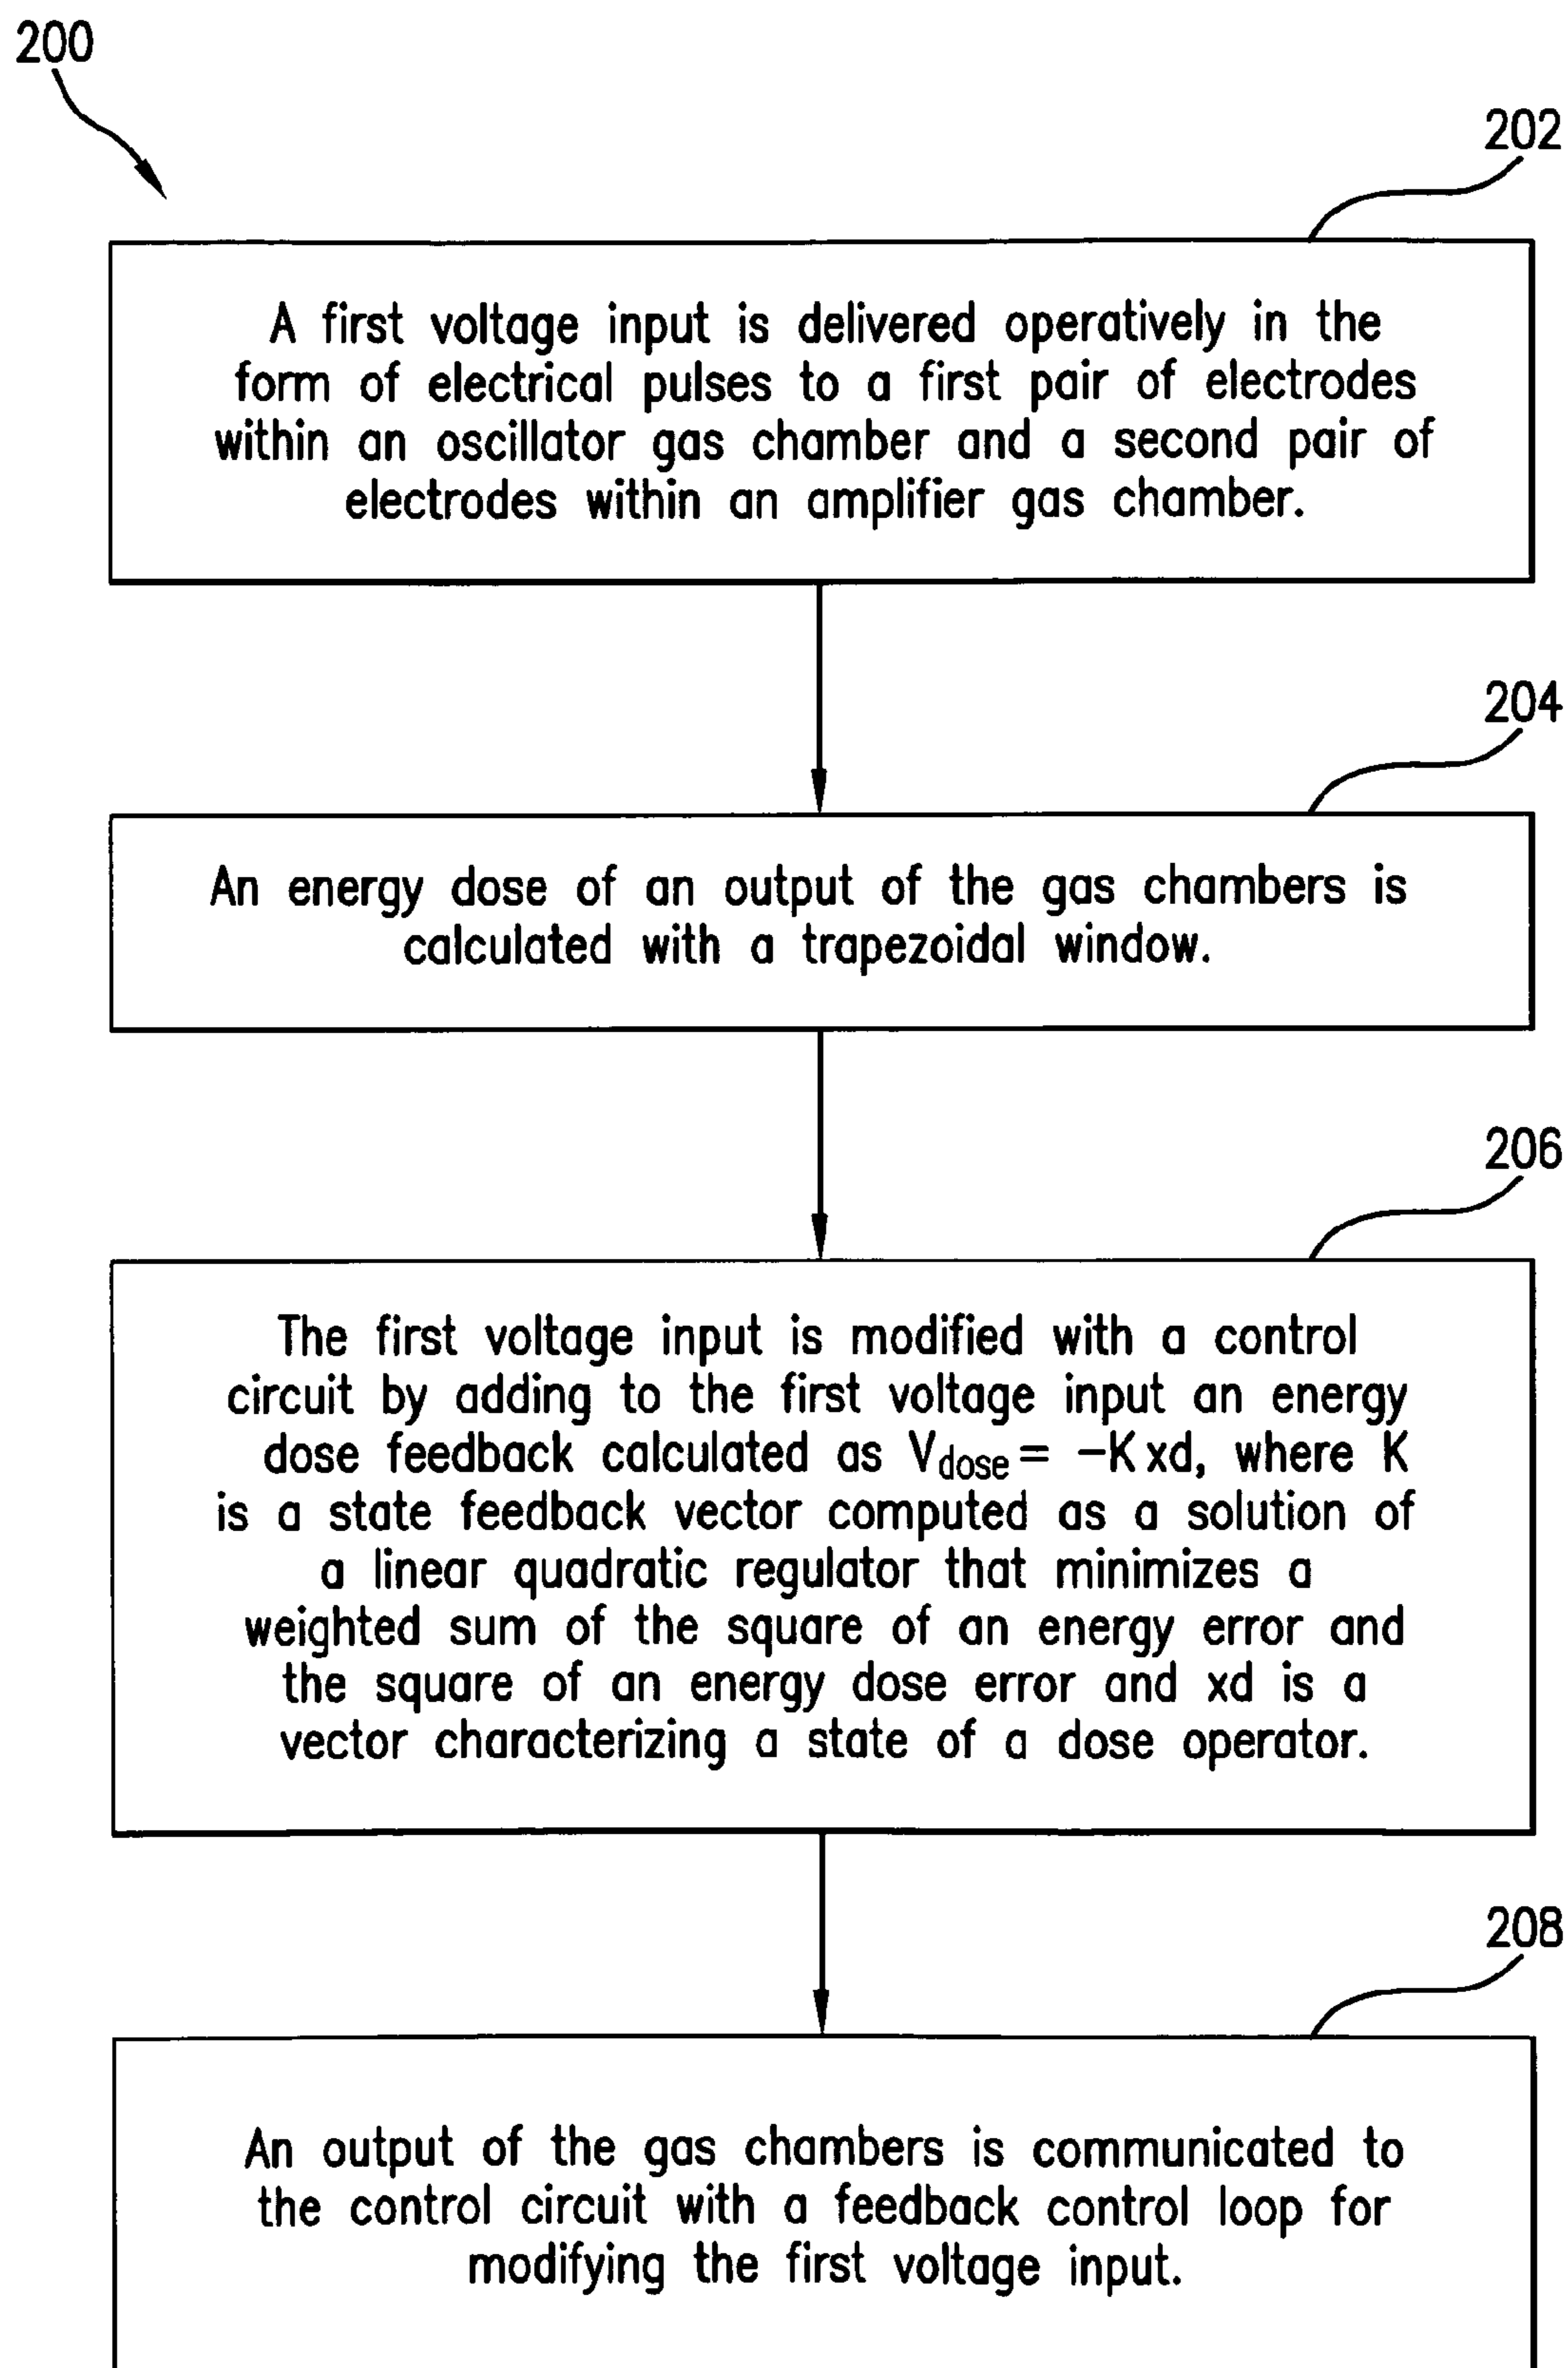 200
202
A first voltage input is delivered operatively in the
form of electrical pulses to a first pair of electrodes
within an oscillator gas chamber and a second pair of
electrodes within an amplifier gas chamber.
204
An energy dose of an output of the gas chambers is
calculated with a trapezoidal window.
206
The first voltage input is modified with a control
circuit by adding to the first voltage input an energy
dose feedback calculated as Vdose = -K xd, where K
is a state feedback vector computed as a solution of
a linear quadratic regulator that minimizes a
weighted sum of the square of an energy error and
the square of an energy dose error and xd is a
vector characterizing a state of a dose operator.
208
An output of the gas chambers is communicated to
the control circuit with a feedback control loop for
modifying the first voltage input.